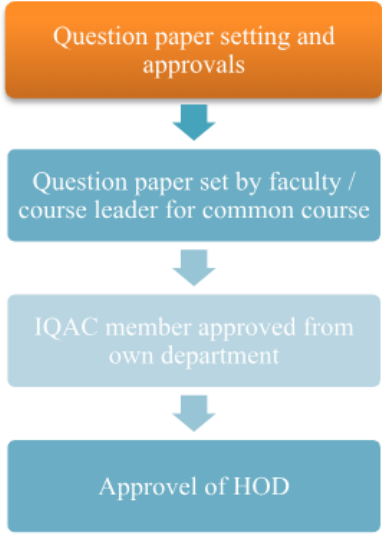 Question paper setting and
approvals
Question paper set by faculty /
course leader for common course
IQAC member approved from
own department
Approvel of HOD